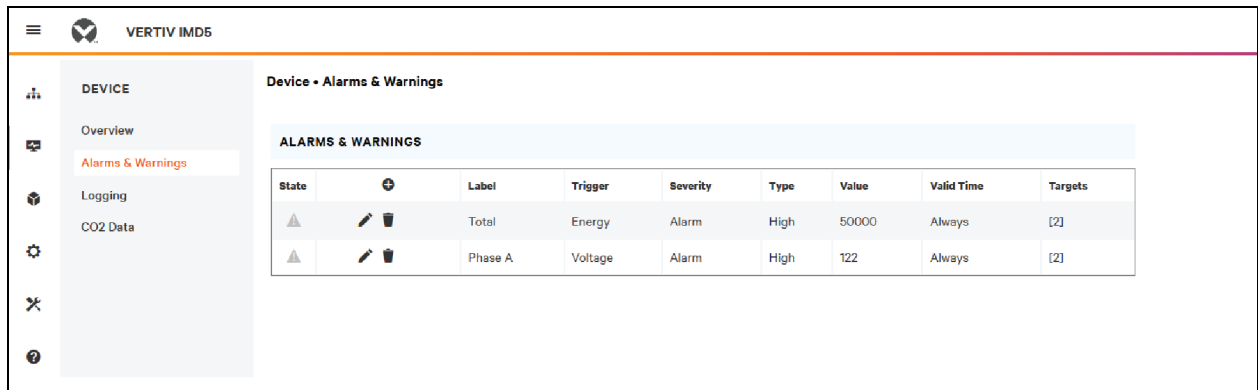 VERTIV IMD5
DEVICE
Overview
Alarms & Warnings
Logging
CO2 Data
Device • Alarms & Warnings
ALARMS & WARNINGS
State Label Trigger Severity Type Value Valid Time Targets
Total Energy Alarm High 50000 Always [2]
Phase A Voltage Alarm High 122 Always [2]